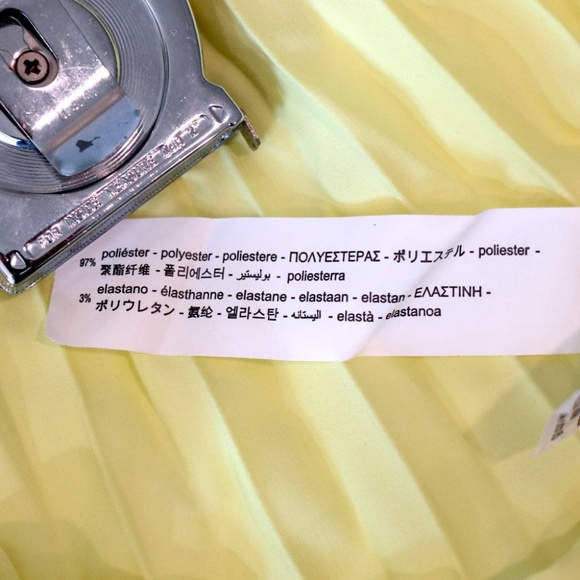 97% poliéster - polyester - poliestere - ΠΟΛΥΕΣΤΕΡΑΣ - ポリエステル - poliester -
聚酯纤维 - 폴리에스터 - بوليستير - poliesterra
3% elastano - élasthanne - elastane - elastaan - elastan - ΕΛΑΣΤΙΝΗ -
ポリウレタン - 氨纶 - 엘라스탄 - اليستانه - elastà - elastanoa